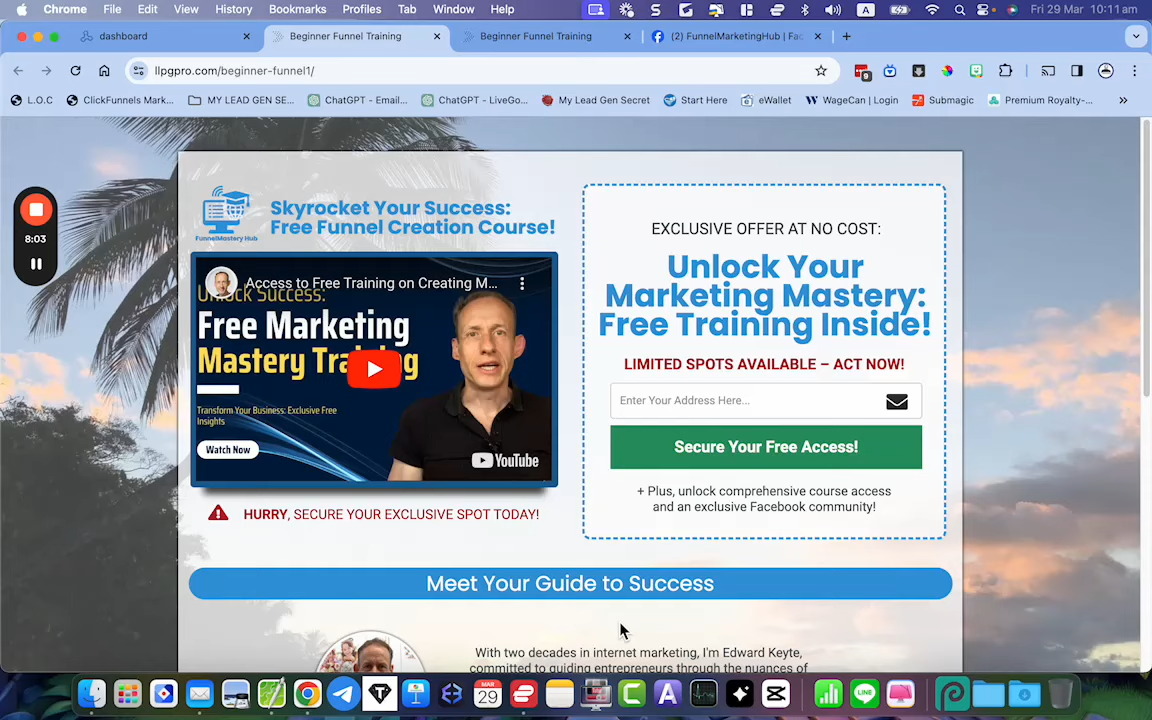 Chrome File Edit View History Bookmarks Profiles Tab Window Help Fri 29 Mar 10:11 am
dashboard
Beginner Funnel Training
Beginner Funnel Training
(2) FunnelMarketingHub | Fac
llpgpro.com/beginner-funnel1/
9
L.O.C
ClickFunnels Mark...
MY LEAD GEN SE...
ChatGPT - Email...
ChatGPT - LiveGo...
My Lead Gen Secret
Start Here
eWallet
WageCan | Login
Submagic
Premium Royalty-...
8:03
FunnelMastery Hub
Skyrocket Your Success:
Free Funnel Creation Course!
Access to Free Training on Creating M...
Unlock Success:
Free Marketing
Mastery Training
Transform Your Business: Exclusive Free
Insights
Watch Now
YouTube
HURRY, SECURE YOUR EXCLUSIVE SPOT TODAY!
EXCLUSIVE OFFER AT NO COST:
Unlock Your
Marketing Mastery:
Free Training Inside!
LIMITED SPOTS AVAILABLE – ACT NOW!
Enter Your Address Here...
Secure Your Free Access!
+ Plus, unlock comprehensive course access
and an exclusive Facebook community!
Meet Your Guide to Success
With two decades in internet marketing, I'm Edward Keyte,
committed to guiding entrepreneurs through the nuances of
MAR
29